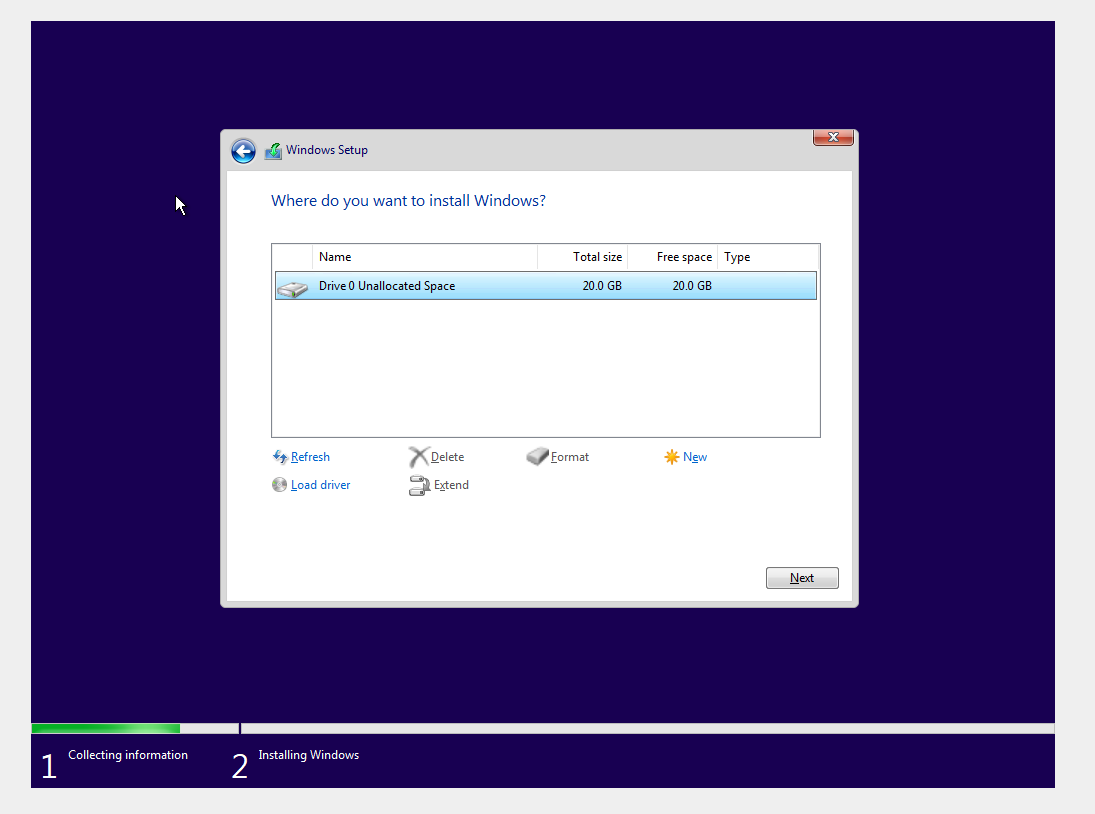 Windows Setup
Where do you want to install Windows?
Name Total size Free space Type
Drive 0 Unallocated Space 20.0 GB 20.0 GB
Refresh Delete Format New
Load driver Extend
Next
1 Collecting information 2 Installing Windows